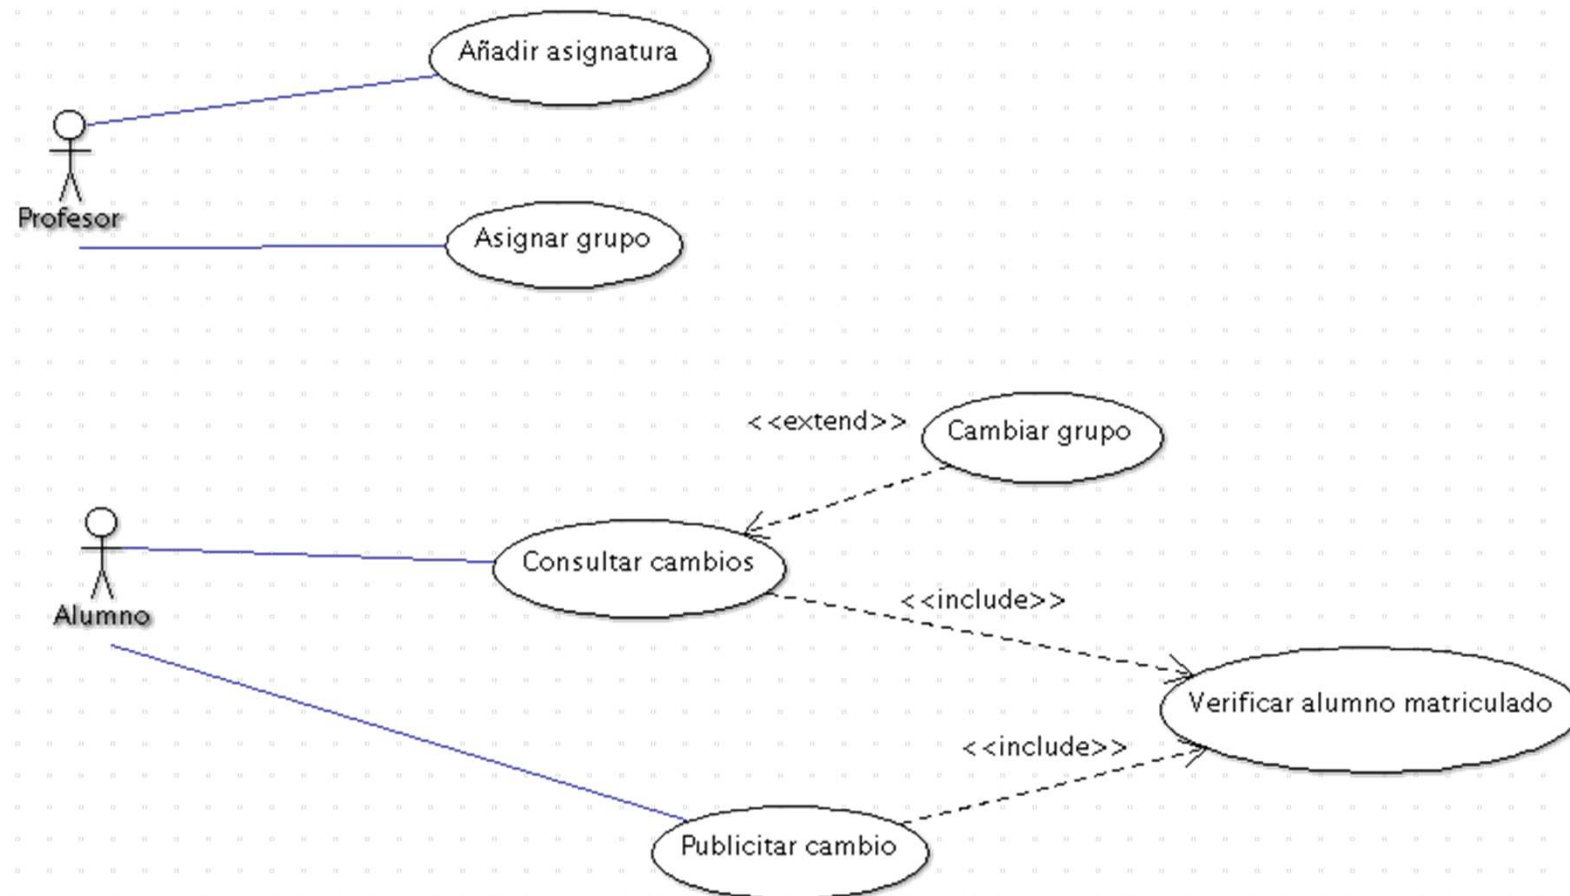 Añadir asignatura
Profesor
Asignar grupo
<<extend>>
Cambiar grupo
Consultar cambios
<<include>>
Alumno
Verificar alumno matriculado
<<include>>
Publicitar cambio